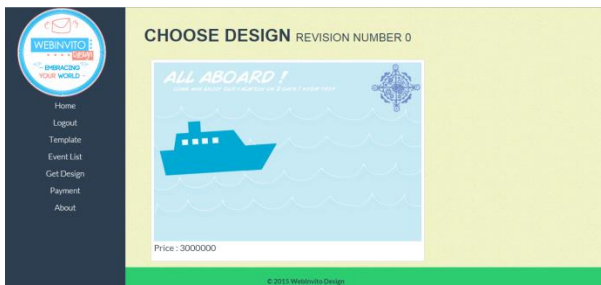 WEBINVITO
DESIGN
EMBRACING
YOUR WORLD
Home
Logout
Template
Event List
Get Design
Payment
About
CHOOSE DESIGN REVISION NUMBER 0
ALL ABOARD !
Price : 3000000
© 2015 WebInvito Design